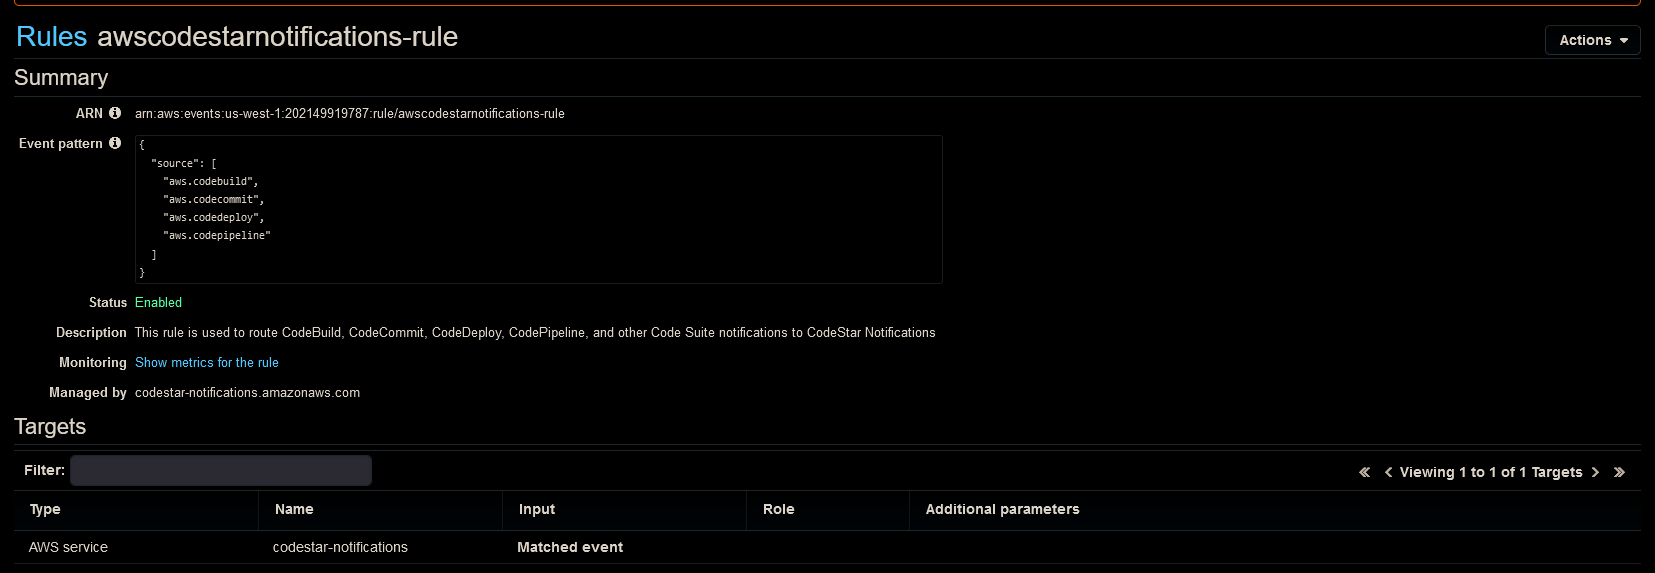 Rules awscodestarnotifications-rule
Actions
Summary
ARN arn:aws:events:us-west-1:202149919787:rule/awscodestarnotifications-rule
Event pattern
{
  "source": [
    "aws.codebuild",
    "aws.codecommit",
    "aws.codedeploy",
    "aws.codepipeline"
  ]
}
Status Enabled
Description This rule is used to route CodeBuild, CodeCommit, CodeDeploy, CodePipeline, and other Code Suite notifications to CodeStar Notifications
Monitoring Show metrics for the rule
Managed by codestar-notifications.amazonaws.com
Targets
Filter:
« ‹ Viewing 1 to 1 of 1 Targets › »
Type Name Input Role Additional parameters
AWS service codestar-notifications Matched event